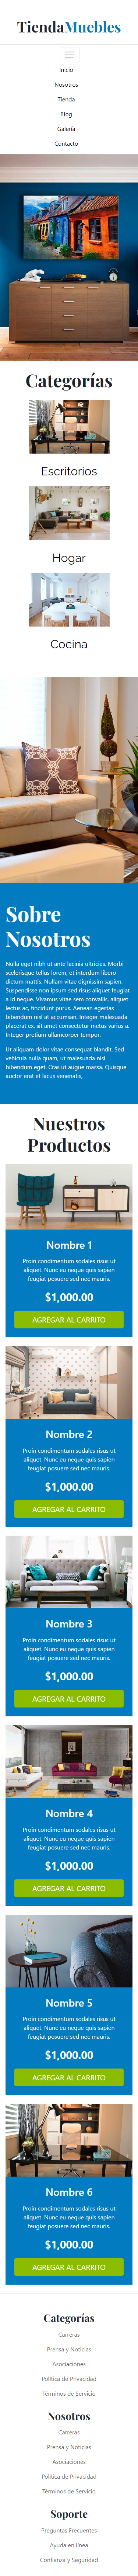 TiendaMuebles
Inicio
Nosotros
Tienda
Blog
Galería
Contacto
Categorías
Escritorios
Hogar
Cocina
Sobre
Nosotros
Nulla eget nibh ut ante lacinia ultricies. Morbi
scelerisque tellus lorem, et interdum libero
dictum mattis. Nullam vitae dignissim sapien.
Suspendisse non ipsum sed risus aliquet feugiat
a id neque. Vivamus vitae sem convallis, aliquet
lectus ac, tincidunt purus. Aenean egestas
bibendum nisl at accumsan. Integer malesuada
placerat ex, sit amet consectetur metus varius a.
Integer pretium ullamcorper tempor.
Ut aliquam dolor vitae consequat blandit. Sed
vehicula nulla quam, ut malesuada nisi
bibendum eget. Cras ut augue massa. Quisque
auctor erat et lacus venenatis,
Nuestros
Productos
Nombre 1
Proin condimentum sodales risus ut
aliquet. Nunc eu neque quis sapien
feugiat posuere sed nec mauris.
$1,000.00
AGREGAR AL CARRITO
Nombre 2
Proin condimentum sodales risus ut
aliquet. Nunc eu neque quis sapien
feugiat posuere sed nec mauris.
$1,000.00
AGREGAR AL CARRITO
Nombre 3
Proin condimentum sodales risus ut
aliquet. Nunc eu neque quis sapien
feugiat posuere sed nec mauris.
$1,000.00
AGREGAR AL CARRITO
Nombre 4
Proin condimentum sodales risus ut
aliquet. Nunc eu neque quis sapien
feugiat posuere sed nec mauris.
$1,000.00
AGREGAR AL CARRITO
Nombre 5
Proin condimentum sodales risus ut
aliquet. Nunc eu neque quis sapien
feugiat posuere sed nec mauris.
$1,000.00
AGREGAR AL CARRITO
Nombre 6
Proin condimentum sodales risus ut
aliquet. Nunc eu neque quis sapien
feugiat posuere sed nec mauris.
$1,000.00
AGREGAR AL CARRITO
Categorías
Carreras
Prensa y Noticias
Asociaciones
Política de Privacidad
Términos de Servicio
Nosotros
Carreras
Prensa y Noticias
Asociaciones
Política de Privacidad
Términos de Servicio
Soporte
Preguntas Frecuentes
Ayuda en línea
Confianza y Seguridad